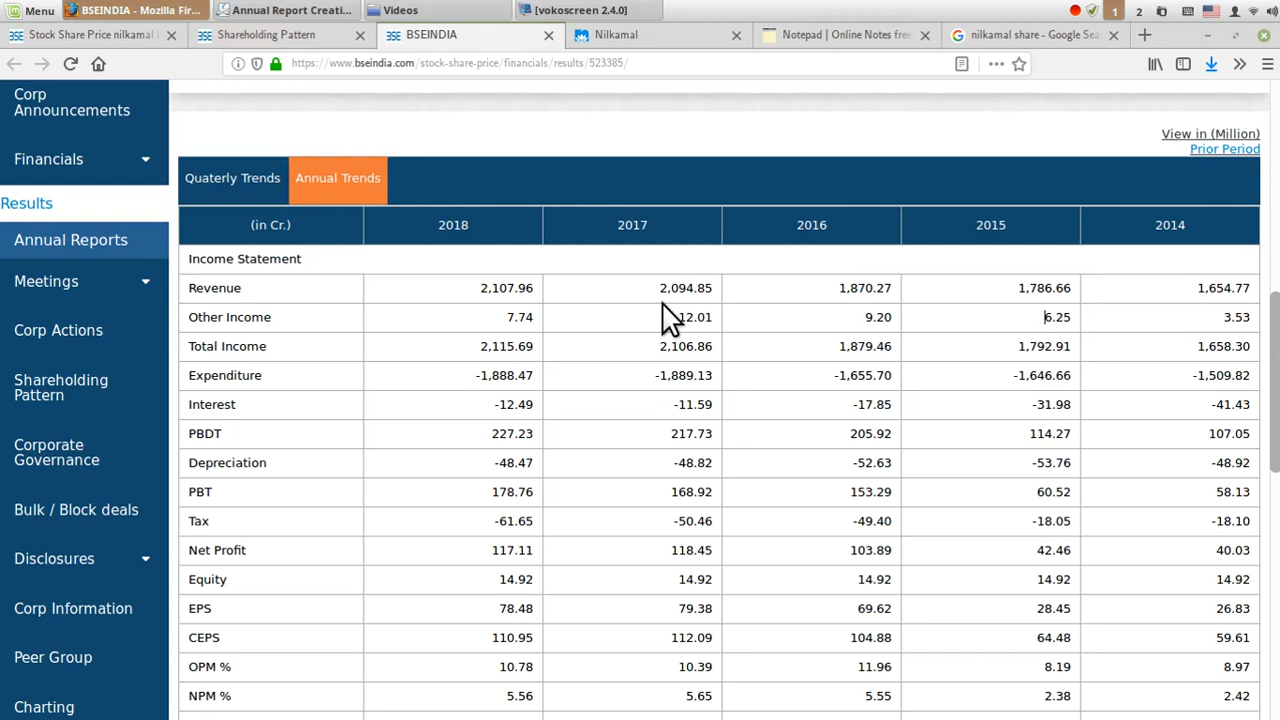 Menu BSEINDIA - Mozilla Fir... Annual Report Creati... Videos [vokoscreen 2.4.0] 1 2
Stock Share Price nilkamal Shareholding Pattern BSEINDIA Nilkamal Notepad | Online Notes free nilkamal share - Google Sea
https://www.bseindia.com/stock-share-price/financials/results/523385/
Corp
Announcements
Financials
Results
Annual Reports
Meetings
Corp Actions
Shareholding
Pattern
Corporate
Governance
Bulk / Block deals
Disclosures
Corp Information
Peer Group
Charting
View in (Million)
Prior Period
Quaterly Trends Annual Trends
(in Cr.) 2018 2017 2016 2015 2014
Income Statement
Revenue 2,107.96 2,094.85 1,870.27 1,786.66 1,654.77
Other Income 7.74 12.01 9.20 6.25 3.53
Total Income 2,115.69 2,106.86 1,879.46 1,792.91 1,658.30
Expenditure -1,888.47 -1,889.13 -1,655.70 -1,646.66 -1,509.82
Interest -12.49 -11.59 -17.85 -31.98 -41.43
PBDT 227.23 217.73 205.92 114.27 107.05
Depreciation -48.47 -48.82 -52.63 -53.76 -48.92
PBT 178.76 168.92 153.29 60.52 58.13
Tax -61.65 -50.46 -49.40 -18.05 -18.10
Net Profit 117.11 118.45 103.89 42.46 40.03
Equity 14.92 14.92 14.92 14.92 14.92
EPS 78.48 79.38 69.62 28.45 26.83
CEPS 110.95 112.09 104.88 64.48 59.61
OPM % 10.78 10.39 11.96 8.19 8.97
NPM % 5.56 5.65 5.55 2.38 2.42